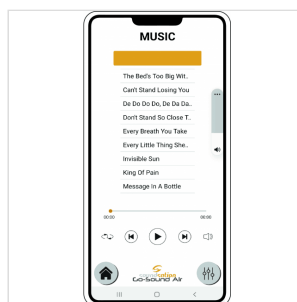 MUSIC
The Bed's Too Big Wit..
Can't Stand Losing You
De Do Do Do, De Da Da..
Don't Stand So Close T..
Every Breath You Take
Every Little Thing She..
Invisible Sun
King Of Pain
Message In A Bottle
00:00 00:00
soundsation
Go-Sound Air